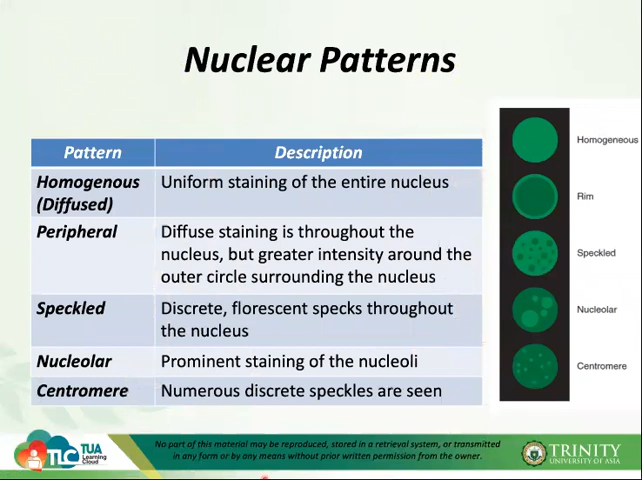 Nuclear Patterns
Pattern Description
Homogenous (Diffused) Uniform staining of the entire nucleus
Peripheral Diffuse staining is throughout the
nucleus, but greater intensity around the
outer circle surrounding the nucleus
Speckled Discrete, florescent specks throughout
the nucleus
Nucleolar Prominent staining of the nucleoli
Centromere Numerous discrete speckles are seen
Homogeneous
Rim
Speckled
Nucleolar
Centromere
TLC TUA
Learning
Cloud
No part of this material may be reproduced, stored in a retrieval system, or transmitted
in any form or by any means without prior written permission from the owner.
TRINITY
UNIVERSITY OF ASIA